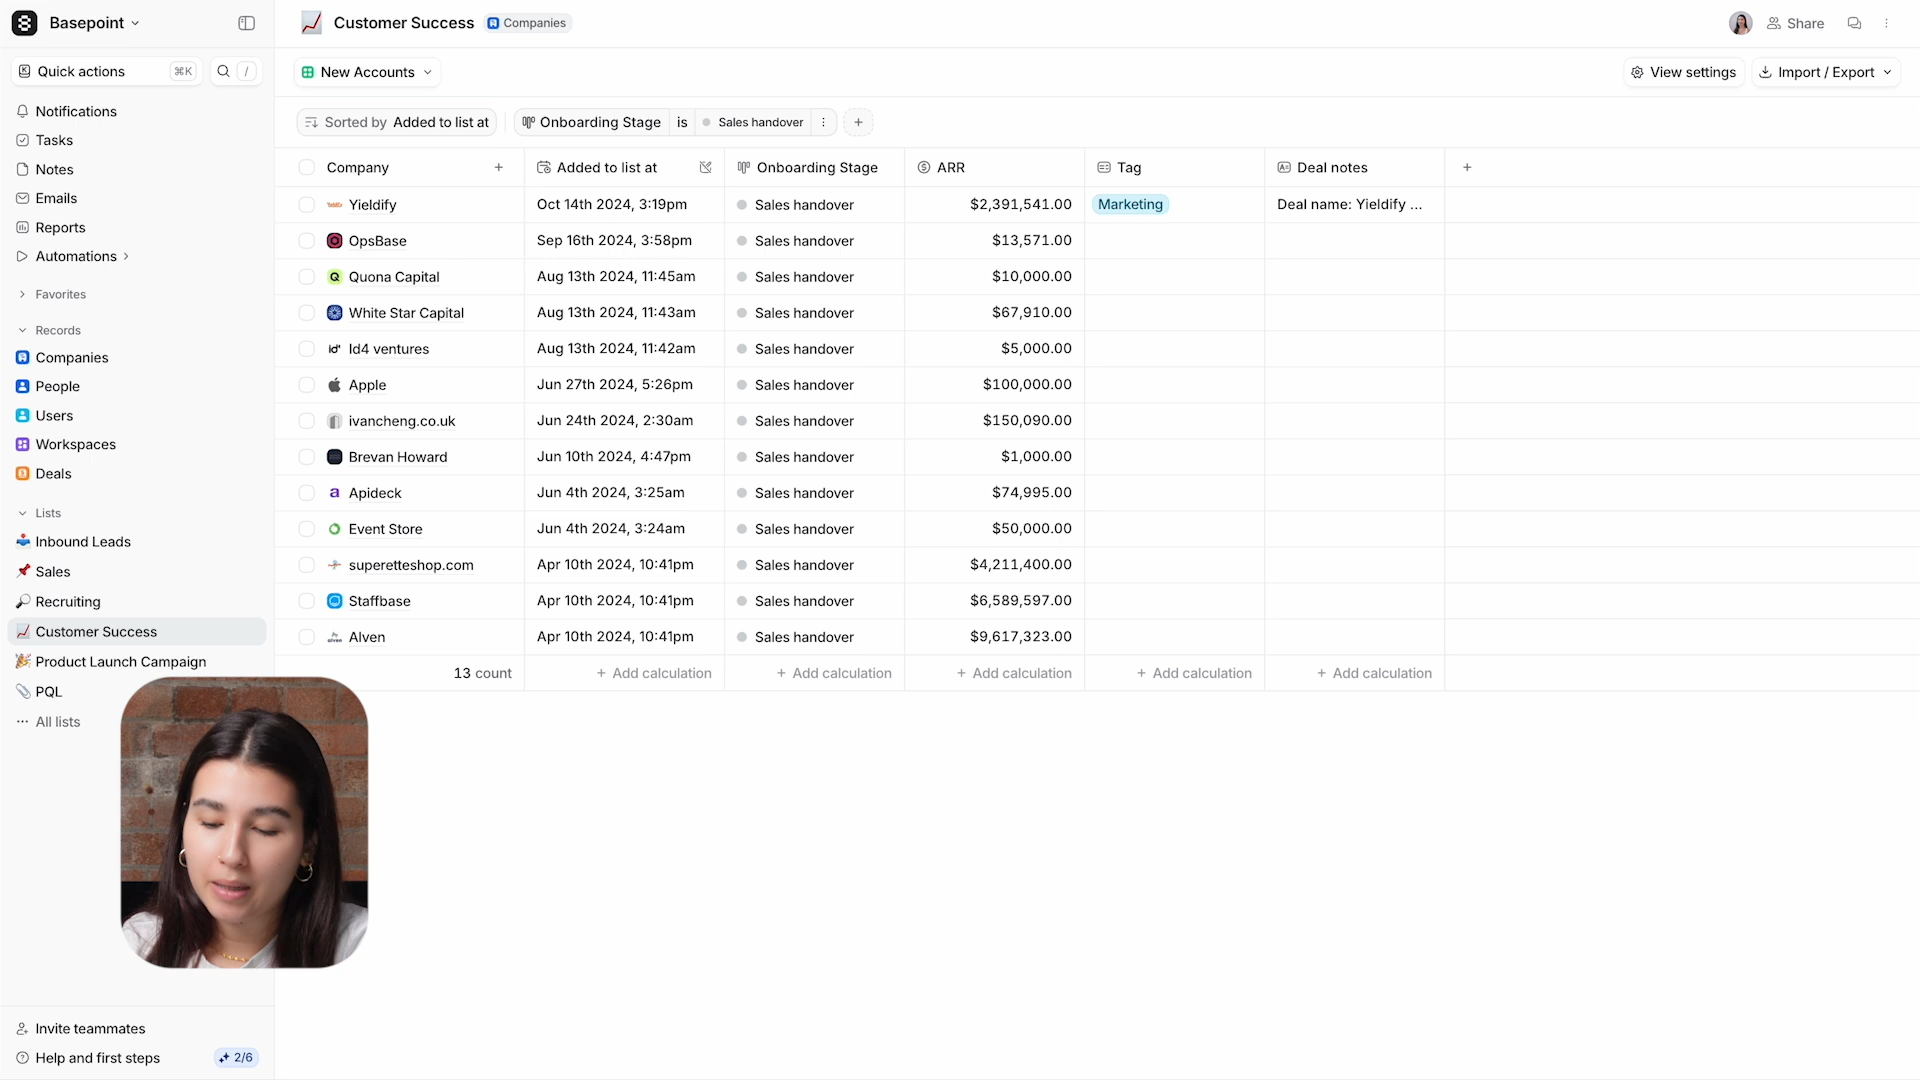 Basepoint
Quick actions ⌘K /
Notifications
Tasks
Notes
Emails
Reports
Automations
Favorites
Records
Companies
People
Users
Workspaces
Deals
Lists
Inbound Leads
Sales
Recruiting
Customer Success
Product Launch Campaign
PQL
All lists
Invite teammates
Help and first steps 2/6
Customer Success Companies
Share
New Accounts
View settings Import / Export
Sorted by Added to list at Onboarding Stage is Sales handover
Company Added to list at Onboarding Stage ARR Tag Deal notes
Yieldify Oct 14th 2024, 3:19pm Sales handover $2,391,541.00 Marketing Deal name: Yieldify ...
OpsBase Sep 16th 2024, 3:58pm Sales handover $13,571.00
Quona Capital Aug 13th 2024, 11:45am Sales handover $10,000.00
White Star Capital Aug 13th 2024, 11:43am Sales handover $67,910.00
Id4 ventures Aug 13th 2024, 11:42am Sales handover $5,000.00
Apple Jun 27th 2024, 5:26pm Sales handover $100,000.00
ivancheng.co.uk Jun 24th 2024, 2:30am Sales handover $150,090.00
Brevan Howard Jun 10th 2024, 4:47pm Sales handover $1,000.00
Apideck Jun 4th 2024, 3:25am Sales handover $74,995.00
Event Store Jun 4th 2024, 3:24am Sales handover $50,000.00
superetteshop.com Apr 10th 2024, 10:41pm Sales handover $4,211,400.00
Staffbase Apr 10th 2024, 10:41pm Sales handover $6,589,597.00
Alven Apr 10th 2024, 10:41pm Sales handover $9,617,323.00
13 count + Add calculation + Add calculation + Add calculation + Add calculation + Add calculation